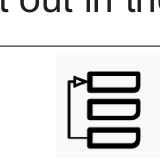 t out in the